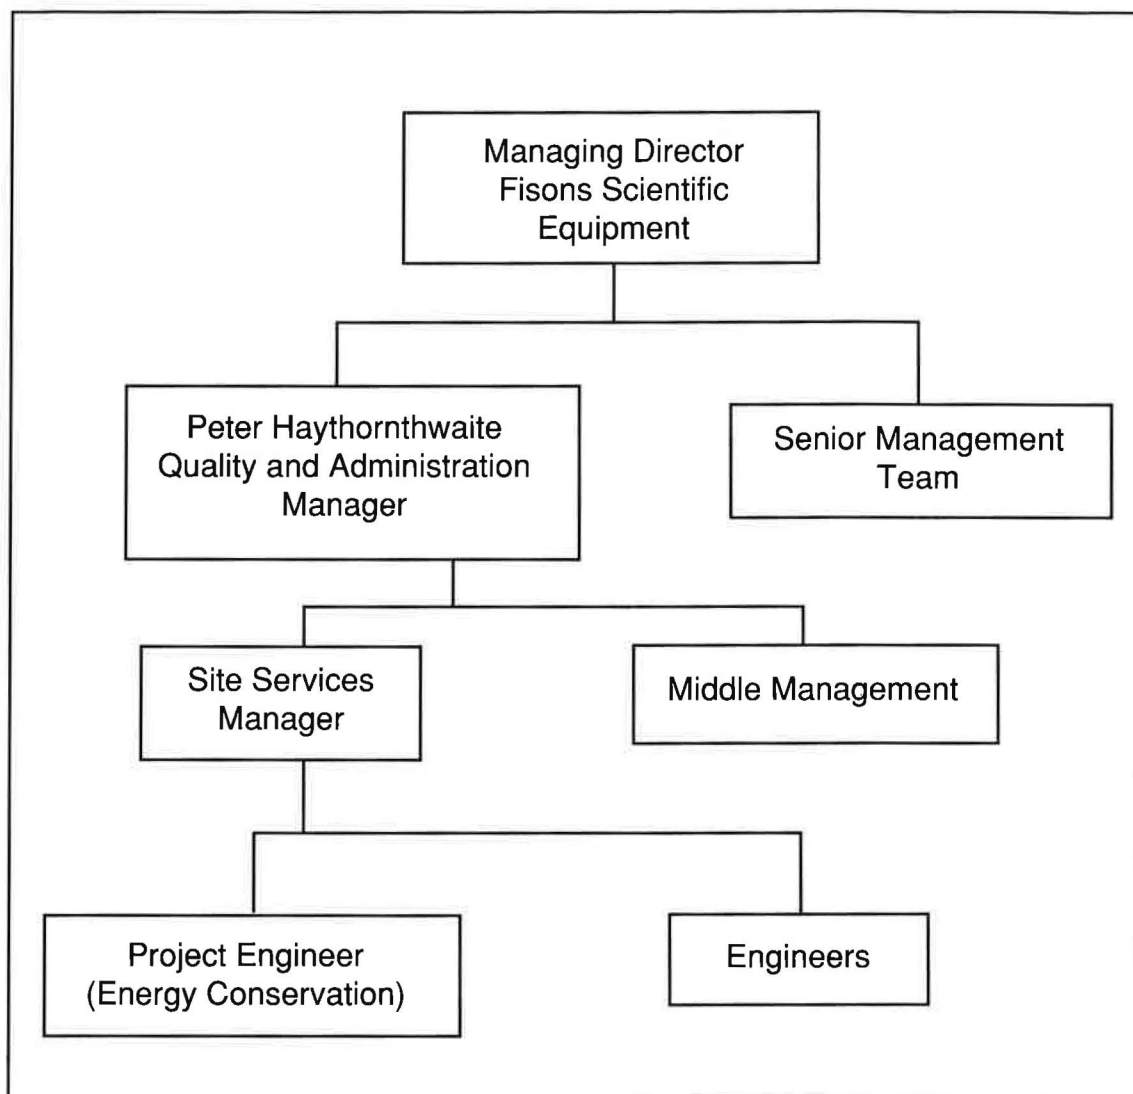 Managing Director
Fisons Scientific
Equipment
Peter Haythornthwaite
Quality and Administration
Manager
Senior Management
Team
Site Services
Manager
Middle Management
Project Engineer
(Energy Conservation)
Engineers